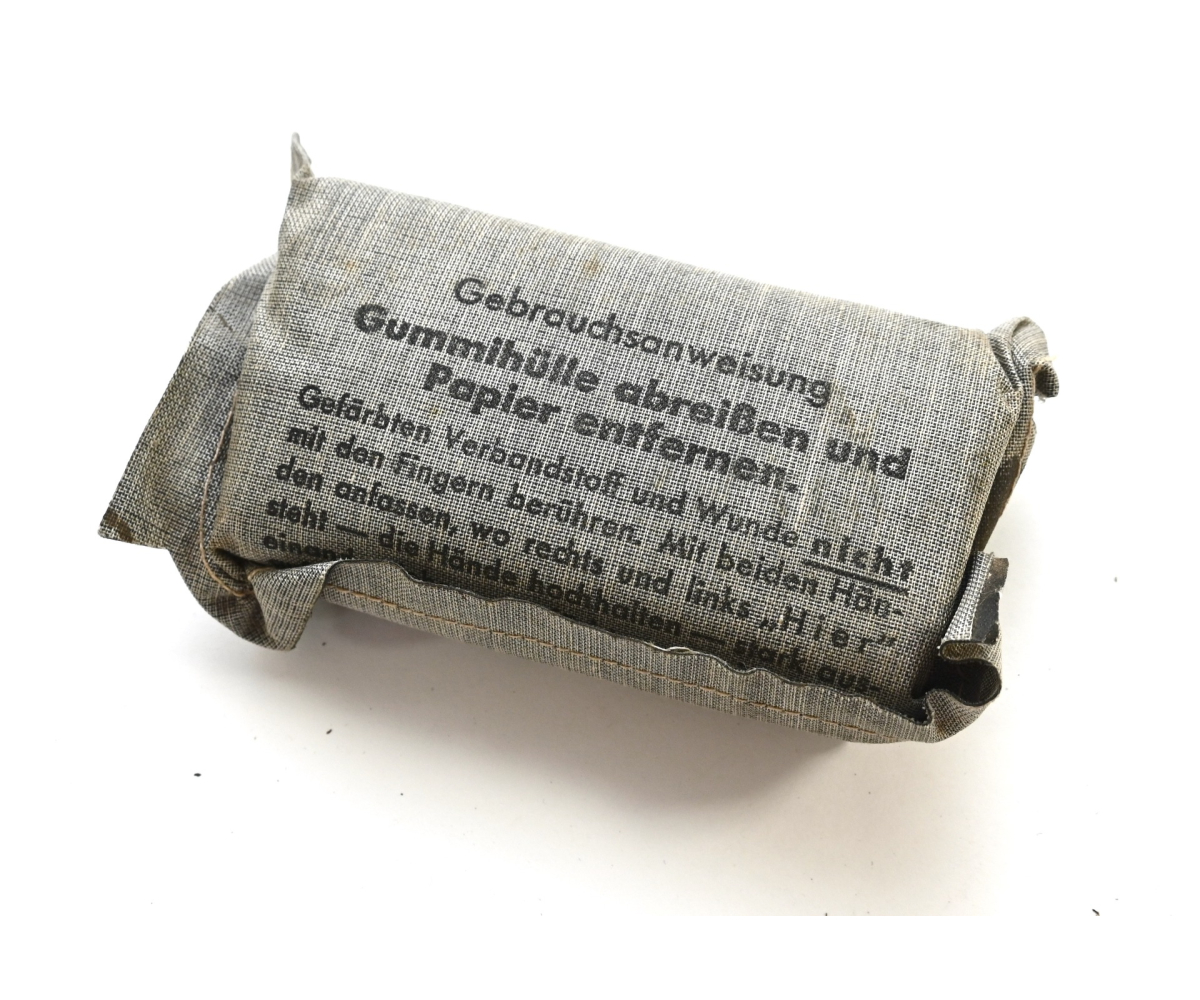 Gebrauchsanweisung
Gummihülle abreißen und
Papier entfernen.
Gefärbten Verbandstoff und Wunde nicht
mit den Fingern berühren. Mit beiden Hän-
den anfassen, wo rechts und links „Hier“
steht — die Hände hochhalten — stark aus-
einand